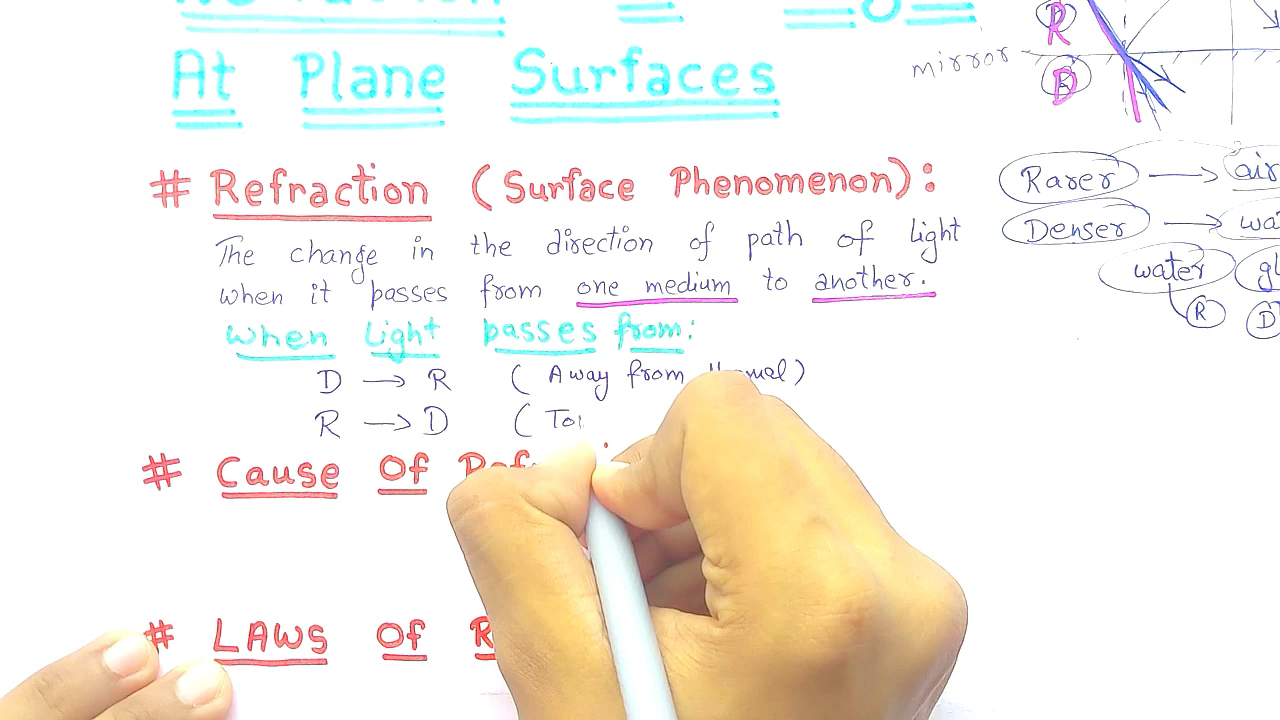 At Plane Surfaces
# Refraction (Surface Phenomenon):
The change in the direction of path of light
when it passes from one medium to another.
When Light passes from:
D → R (Away from
R → D (
# Cause Of
# LAWS Of
mirror
R
D
Rarer → air
Denser →
water
R
D